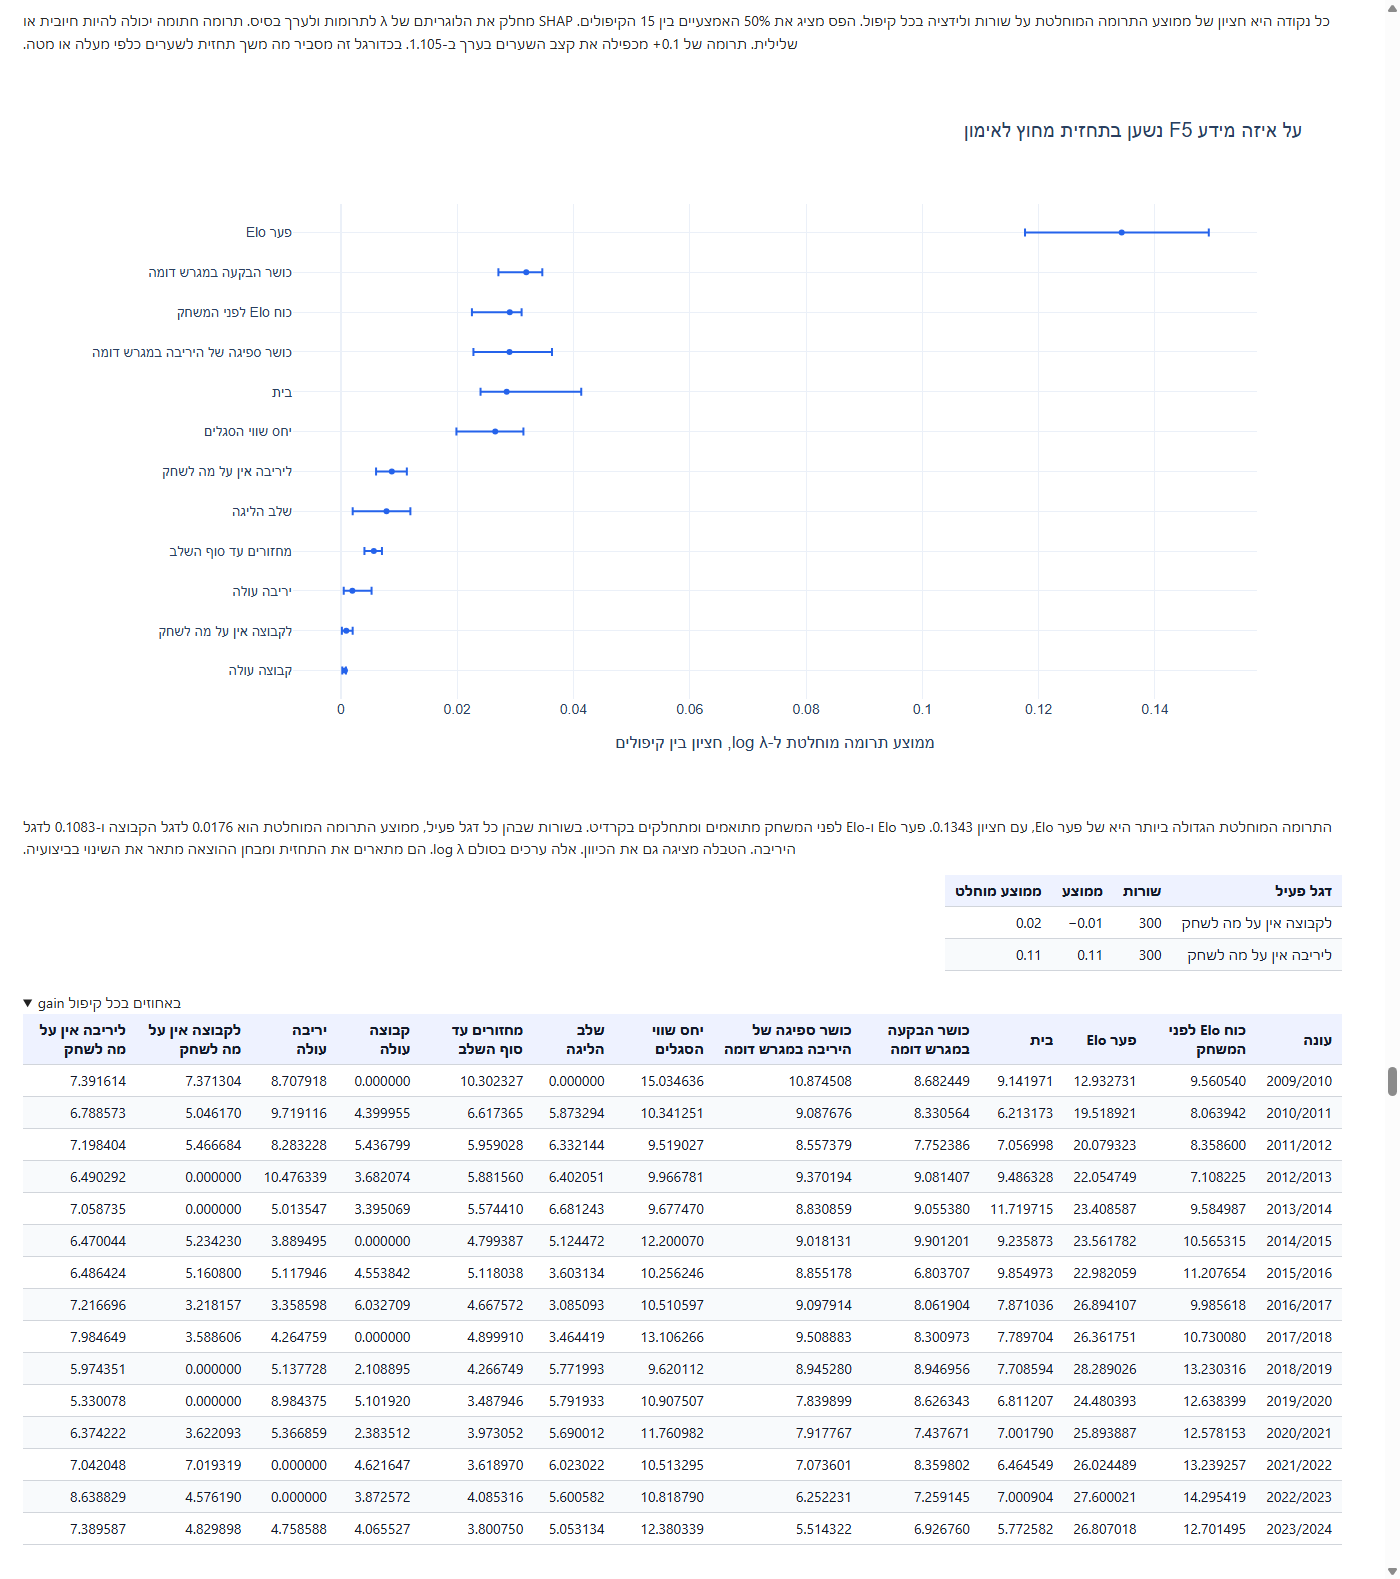 כל נקודה היא חציון של ממוצע התרומה המוחלטת על שורות ולידציה בכל קיפול. הפס מציג את 50% האמצעיים בין 15 הקיפולים. SHAP מחלק את הלוגריתם של λ לתרומות ולערך בסיס. תרומה חתומה יכולה להיות חיובית או
שלילית. תרומה של 0.1+ מכפילה את קצב השערים בערך ב-1.105. בכדורגל זה מסביר מה משך תחזית לשערים כלפי מעלה או מטה.
על איזה מידע F5 נשען בתחזית מחוץ לאימון
פער Elo
כושר הבקעה במגרש דומה
כוח Elo לפני המשחק
כושר ספיגה של היריבה במגרש דומה
בית
יחס שווי הסגלים
ליריבה אין על מה לשחק
שלב הליגה
מחזורים עד סוף השלב
יריבה עולה
לקבוצה אין על מה לשחק
קבוצה עולה
0 0.02 0.04 0.06 0.08 0.1 0.12 0.14
ממוצע תרומה מוחלטת ל-log λ, חציון בין קיפולים
התרומה המוחלטת הגדולה ביותר היא של פער Elo, עם חציון 0.1343. פער Elo ו-Elo לפני המשחק מתואמים ומתחלקים בקרדיט. בשורות שבהן כל דגל פעיל, ממוצע התרומה המוחלטת הוא 0.0176 לדגל הקבוצה ו-0.1083 לדגל
היריבה. הטבלה מציגה גם את הכיוון. אלה ערכים בסולם log λ. הם מתארים את התחזית ומבחן ההוצאה מתאר את השינוי בביצועיה.
דגל פעיל שורות ממוצע ממוצע מוחלט
לקבוצה אין על מה לשחק 300 −0.01 0.02
ליריבה אין על מה לשחק 300 0.11 0.11
▼ gain באחוזים בכל קיפול
עונה כוח Elo לפני המשחק פער Elo בית כושר הבקעה במגרש דומה כושר ספיגה של היריבה במגרש דומה יחס שווי הסגלים שלב הליגה מחזורים עד סוף השלב קבוצה עולה יריבה עולה לקבוצה אין על מה לשחק ליריבה אין על מה לשחק
2009/2010 9.560540 12.932731 9.141971 8.682449 10.874508 15.034636 0.000000 10.302327 0.000000 8.707918 7.371304 7.391614
2010/2011 8.063942 19.518921 6.213173 8.330564 9.087676 10.341251 5.873294 6.617365 4.399955 9.719116 5.046170 6.788573
2011/2012 8.358600 20.079323 7.056998 7.752386 8.557379 9.519027 6.332144 5.959028 5.436799 8.283228 5.466684 7.198404
2012/2013 7.108225 22.054749 9.486328 9.081407 9.370194 9.966781 6.402051 5.881560 3.682074 10.476339 0.000000 6.490292
2013/2014 9.584987 23.408587 11.719715 9.055380 8.830859 9.677470 6.681243 5.574410 3.395069 5.013547 0.000000 7.058735
2014/2015 10.565315 23.561782 9.235873 9.901201 9.018131 12.200070 5.124472 4.799387 0.000000 3.889495 5.234230 6.470044
2015/2016 11.207654 22.982059 9.854973 6.803707 8.855178 10.256246 3.603134 5.118038 4.553842 5.117946 5.160800 6.486424
2016/2017 9.985618 26.894107 7.871036 8.061904 9.097914 10.510597 3.085093 4.667572 6.032709 3.358598 3.218157 7.216696
2017/2018 10.730080 26.361751 7.789704 8.300973 9.508883 13.106266 3.464419 4.899910 0.000000 4.264759 3.588606 7.984649
2018/2019 13.230316 28.289026 7.708594 8.946956 8.945280 9.620112 5.771993 4.266749 2.108895 5.137728 0.000000 5.974351
2019/2020 12.638399 24.480393 6.811207 8.626343 7.839899 10.907507 5.791933 3.487946 5.101920 8.984375 0.000000 5.330078
2020/2021 12.578153 25.893887 7.001790 7.437671 7.917767 11.760982 5.690012 3.973052 2.383512 5.366859 3.622093 6.374222
2021/2022 13.239257 26.024489 6.464549 8.359802 7.073601 10.513295 6.023022 3.618970 4.621647 0.000000 7.019319 7.042048
2022/2023 14.295419 27.600021 7.000904 7.259145 6.252231 10.818790 5.600582 4.085316 3.872572 0.000000 4.576190 8.638829
2023/2024 12.701495 26.807018 5.772582 6.926760 5.514322 12.380339 5.053134 3.800750 4.065527 4.758588 4.829898 7.389587